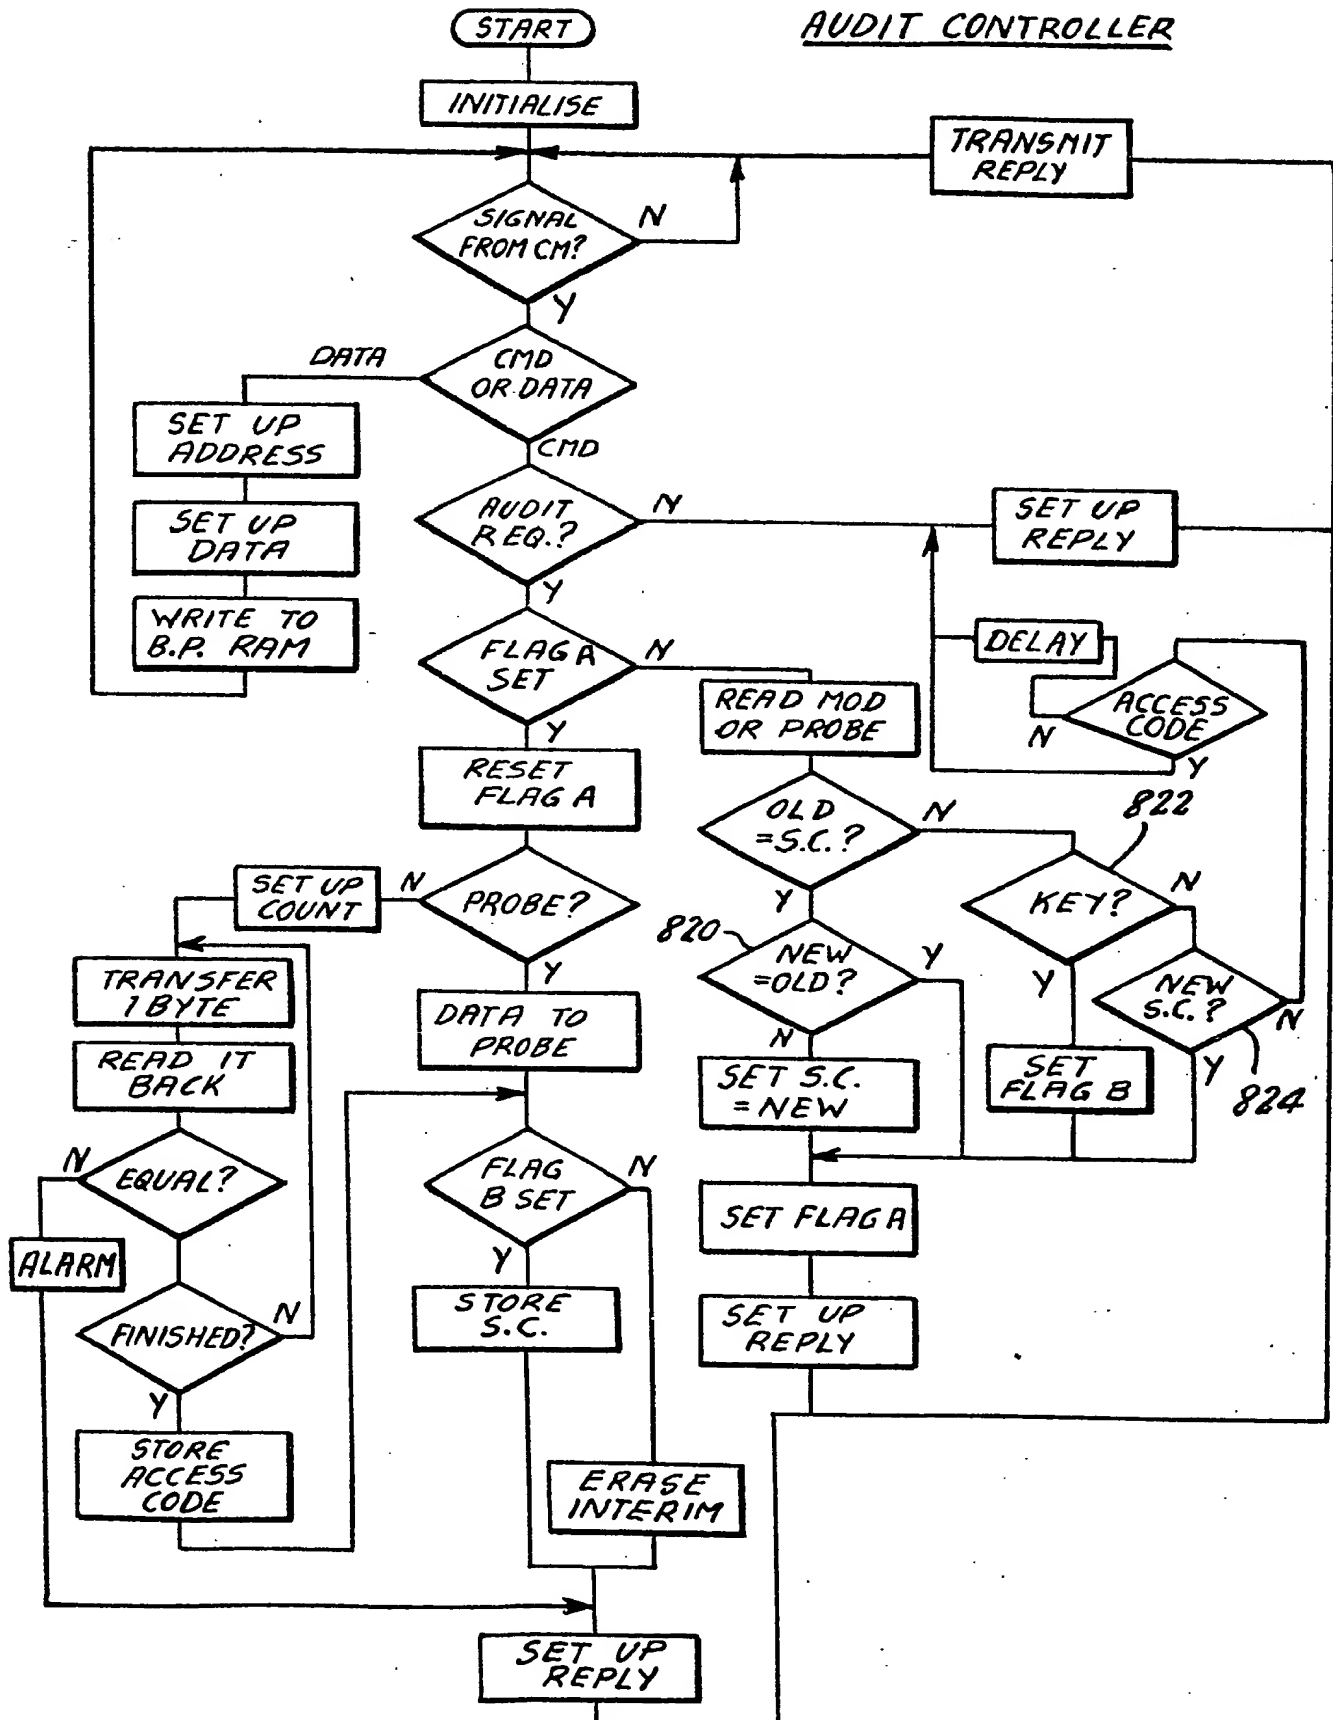 START
AUDIT CONTROLLER
INITIALISE
TRANSMIT
REPLY
SIGNAL
FROM CM?
N
Y
CMD
OR DATA
DATA
CMD
SET UP
ADDRESS
SET UP
DATA
WRITE TO
B.P. RAM
AUDIT
REQ.?
N
Y
SET UP
REPLY
FLAG A
SET
N
Y
DELAY
ACCESS
CODE
N
Y
READ MOD
OR PROBE
RESET
FLAG A
OLD
=S.C.?
N
Y
822
KEY?
N
Y
PROBE?
N
Y
SET UP
COUNT
820
NEW
=OLD?
Y
N
NEW
S.C.?
N
Y
824
TRANSFER
1 BYTE
DATA TO
PROBE
READ IT
BACK
SET S.C.
=NEW
SET
FLAG B
EQUAL?
N
FLAG
B SET
N
Y
SET FLAG A
ALARM
FINISHED?
N
Y
STORE
S.C.
SET UP
REPLY
STORE
ACCESS
CODE
ERASE
INTERIM
SET UP
REPLY